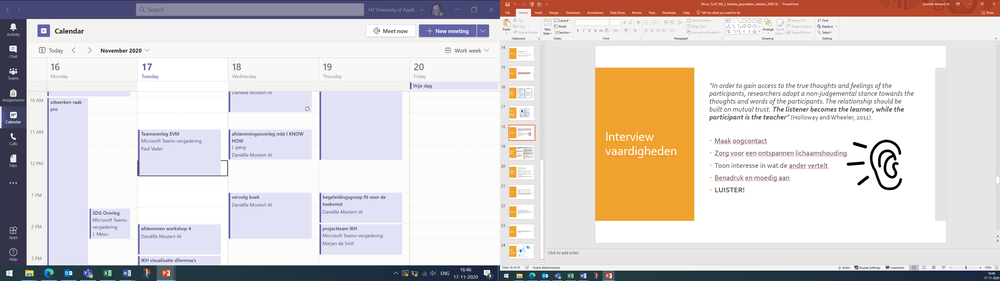 Search
HZ University of Appli...
Activity
Chat
Teams
Assignments
Calendar
Calls
Files
Apps
Help
Calendar
Meet now
New meeting
Today
November 2020
Work week
16
Monday
17
Tuesday
18
Wednesday
19
Thursday
20
Friday
Vrije dag
10 AM
11 AM
12 PM
1 PM
2 PM
3 PM
uitwerken raak
pro
SDG Overleg
Microsoft Teams-
vergadering
J. Mesu-
Teamoverleg EVM
Microsoft Teams-vergadering
Paul Vader
afstemmen workshop 4
Daniëlle Mostert-Al
IKH visualisatie dilemma's
Daniëlle Mostert-Al
afstemmingsoverleg mbt I KNOW
HOW
L gang
Daniëlle Mostert-Al
vervolg boek
Daniëlle Mostert-Al
begeleidingsgroep fit voor de
toekomst
Daniëlle Mostert-Al
projectteam IKH
Microsoft Teams-vergadering
Marjan de Smit
ENG
16:46
17-11-2020
9
Minor_FvdT_WS_2_Geleide_gesprekken_oktober_2020 (5) - PowerPoint
Daniëlle Mostert-Al
File Home Insert Design Transitions Animations Slide Show Review View Developer Help Tell me what you want to do
Share
Paste
Cut
Copy
Format Painter
Clipboard
New
Slide
Layout
Reset
Section
Slides
B I U S abc AV Aa A
Font
Text Direction
Align Text
Convert to SmartArt
Paragraph
Arrange
Quick
Styles
Shape Fill
Shape Outline
Shape Effects
Drawing
Find
Replace
Select
Editing
14
15
16
17
18
19
20
21
22
23
24
Interview
vaardigheden
“In order to gain access to the true thoughts and feelings of the
participants, researchers adopt a non-judgemental stance towards the
thoughts and words of the participants. The relationship should be
built on mutual trust. The listener becomes the learner, while the
participant is the teacher” (Holloway and Wheeler, 2011).
• Maak oogcontact
• Zorg voor een ontspannen lichaamshouding
• Toon interesse in wat de ander vertelt
• Benadruk en moedig aan
• LUISTER!
Click to add notes
Slide 18 of 24
Dutch (Netherlands)
Notes
Display Settings
Comments
106%
16:46
17-11-2020